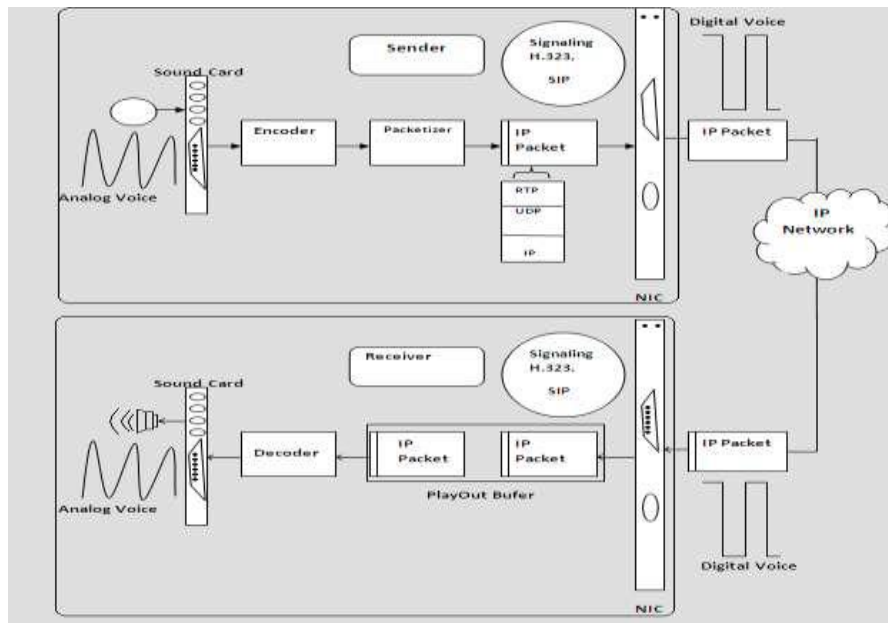 Sender
Signaling
H.323,
SIP
Digital Voice
Sound Card
Encoder
Packetizer
IP
Packet
IP Packet
Analog Voice
RTP
UDP
IP
IP
Network
NIC
Receiver
Signaling
H.323,
SIP
Sound Card
Decoder
IP
Packet
IP
Packet
IP Packet
PlayOut Bufer
Analog Voice
Digital Voice
NIC